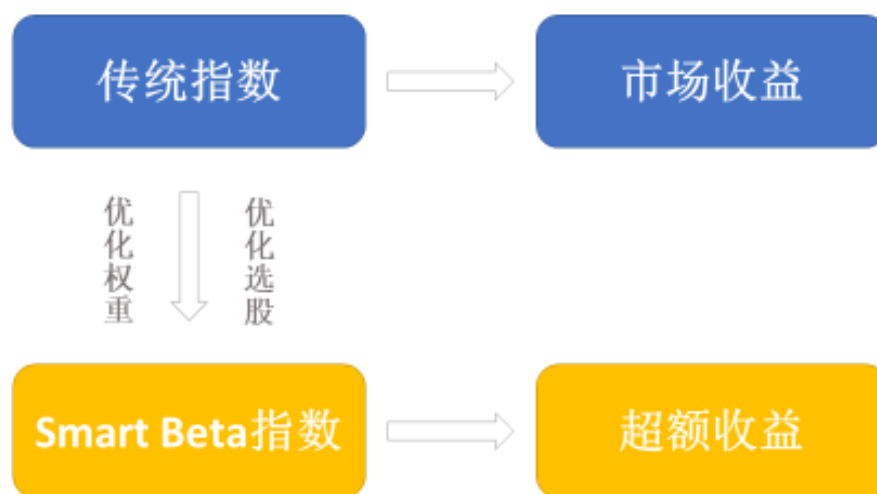 传统指数
市场收益
优化权重
优化选股
Smart Beta指数
超额收益